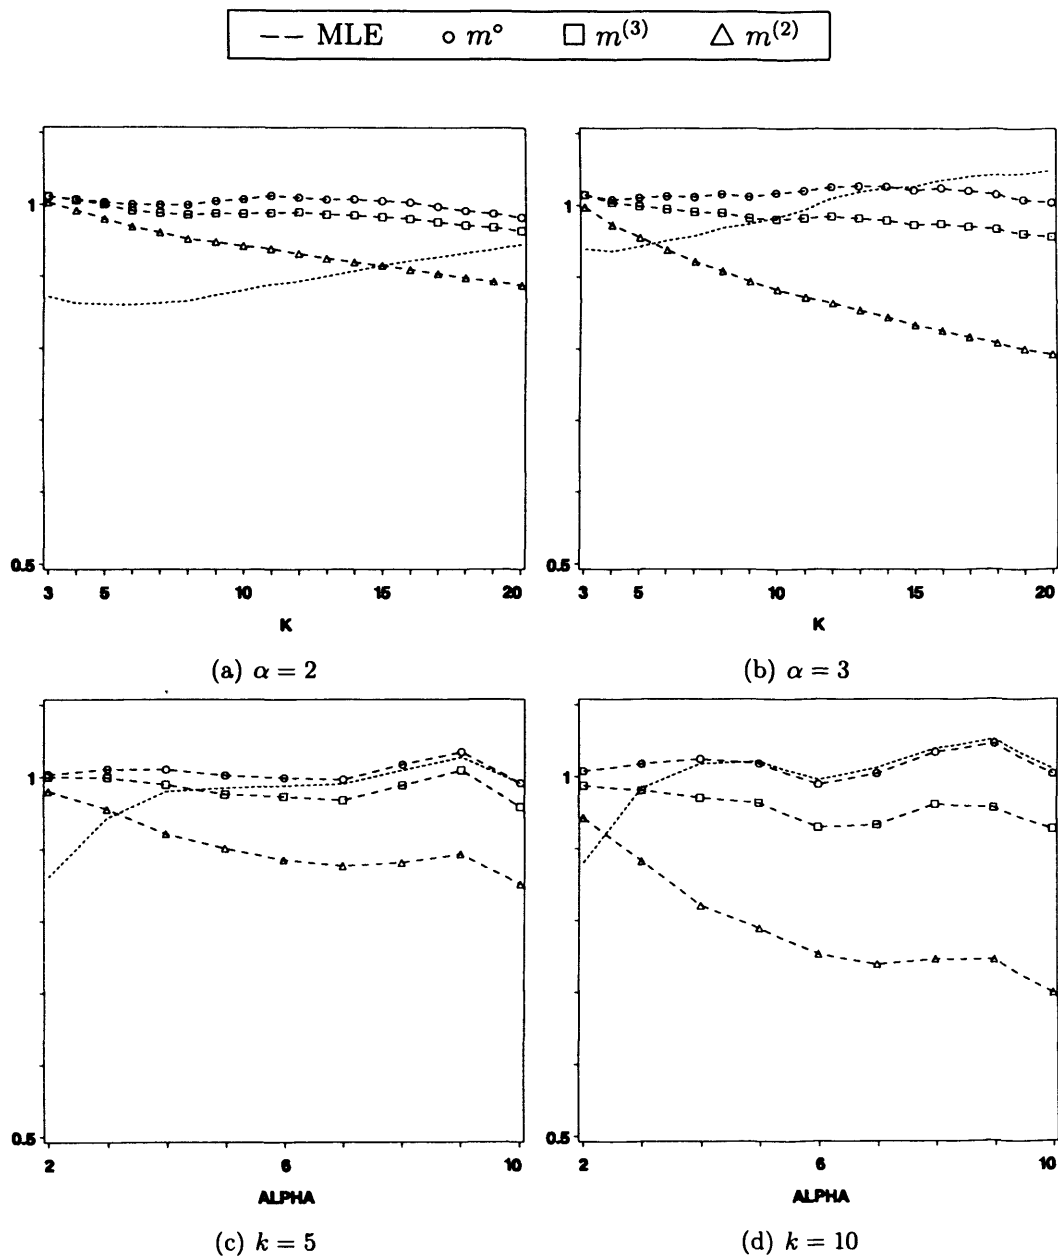 -- MLE ○ m° □ m^(3) △ m^(2)
1
0.5
3 5 10 15 20
K
(a) α = 2
1
0.5
3 5 10 15 20
K
(b) α = 3
1
0.5
2 6 10
ALPHA
(c) k = 5
1
0.5
2 6 10
ALPHA
(d) k = 10